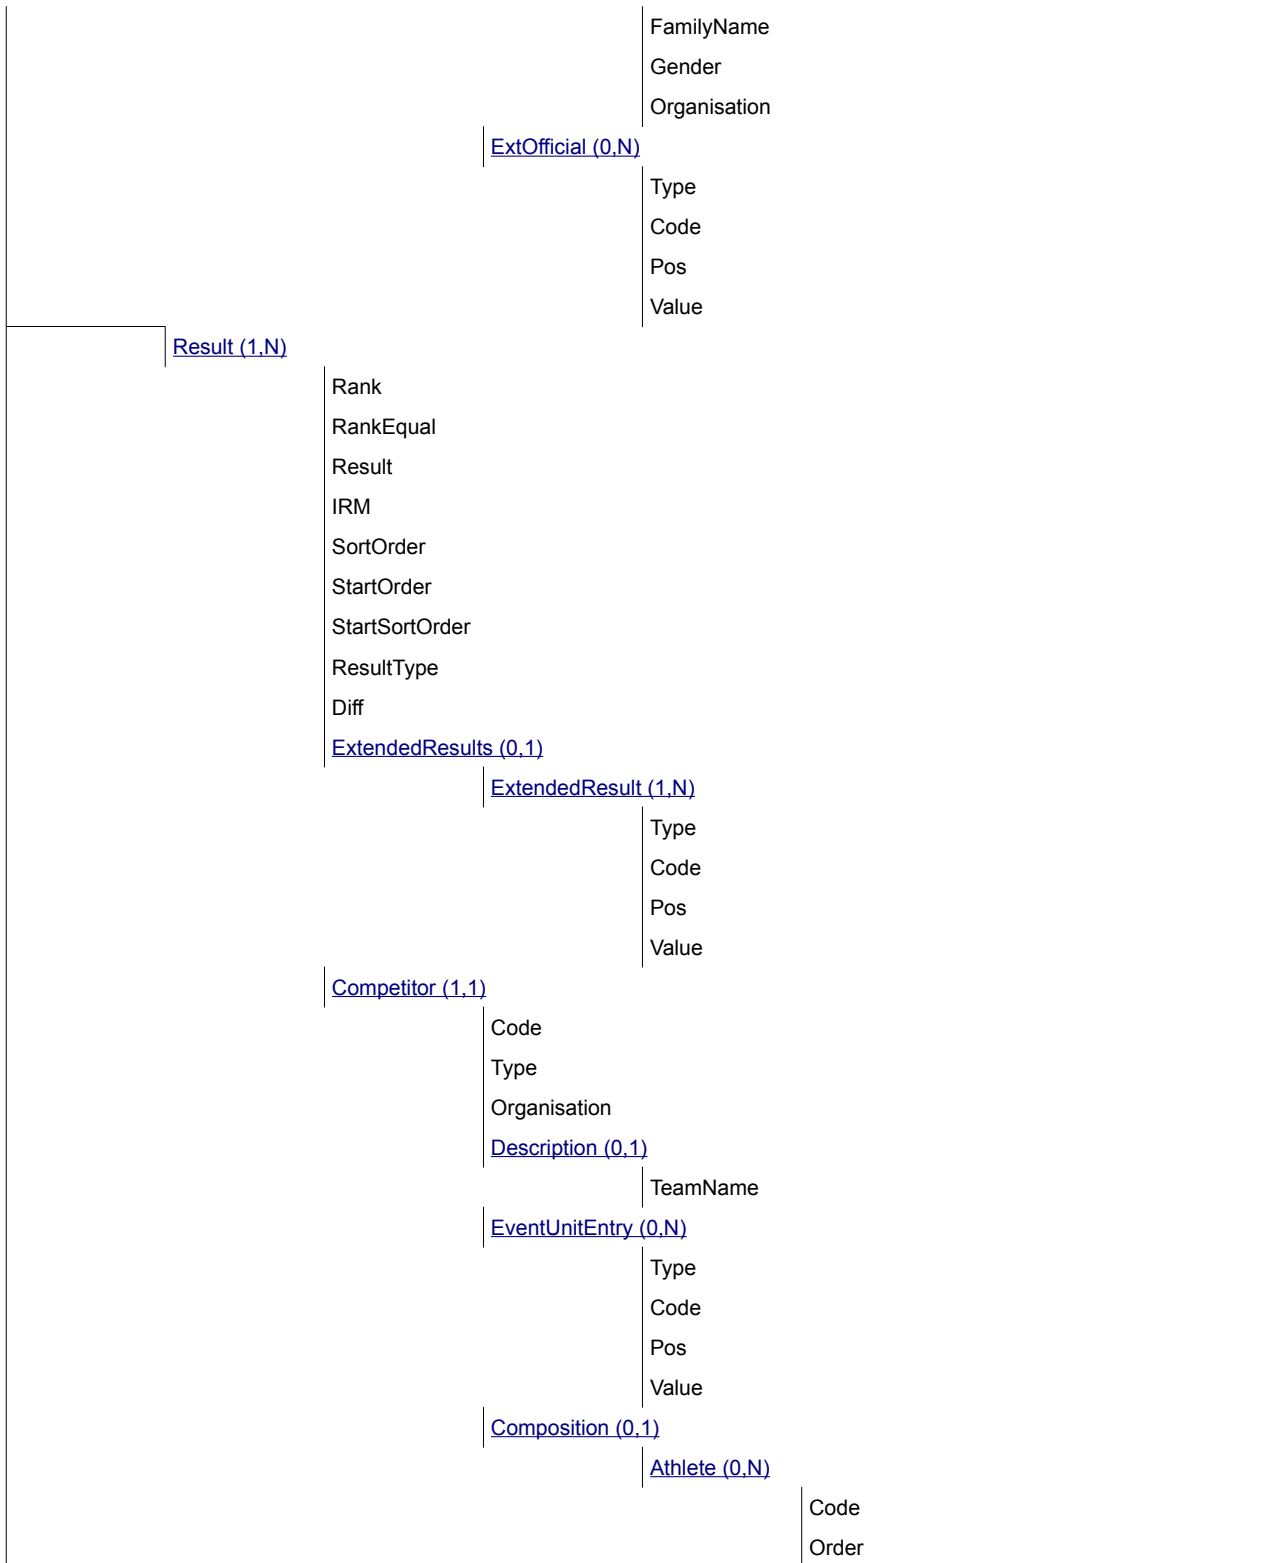 FamilyName
Gender
Organisation
ExtOfficial (0,N)
Type
Code
Pos
Value
Result (1,N)
Rank
RankEqual
Result
IRM
SortOrder
StartOrder
StartSortOrder
ResultType
Diff
ExtendedResults (0,1)
ExtendedResult (1,N)
Type
Code
Pos
Value
Competitor (1,1)
Code
Type
Organisation
Description (0,1)
TeamName
EventUnitEntry (0,N)
Type
Code
Pos
Value
Composition (0,1)
Athlete (0,N)
Code
Order